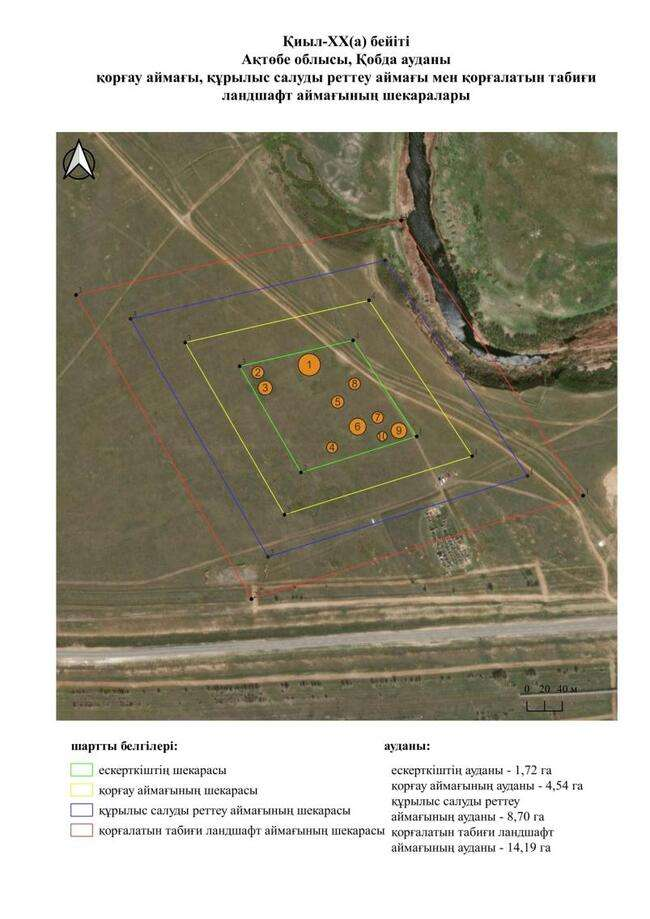 Қиыл-XX(а) бейіті
Ақтөбе облысы, Қобда ауданы
қорғау аймағы, құрылыс салуды реттеу аймағы мен қорғалатын табиғи
ландшафт аймағының шекаралары
1
2
3
8
5
7
6
9
10
4
0 20 40 м
шартты белгілері:
ескерткіштің шекарасы
қорғау аймағының шекарасы
құрылыс салуды реттеу аймағының шекарасы
қорғалатын табиғи ландшафт аймағының шекарасы
ауданы:
ескерткіштің ауданы - 1,72 га
қорғау аймағының ауданы - 4,54 га
құрылыс салуды реттеу
аймағының ауданы - 8,70 га
қорғалатын табиғи ландшафт
аймағының ауданы - 14,19 га